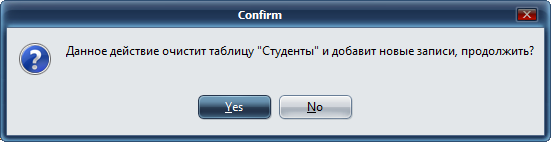 Confirm
Данное действие очистит таблицу "Студенты" и добавит новые записи, продолжить?
Yes
No